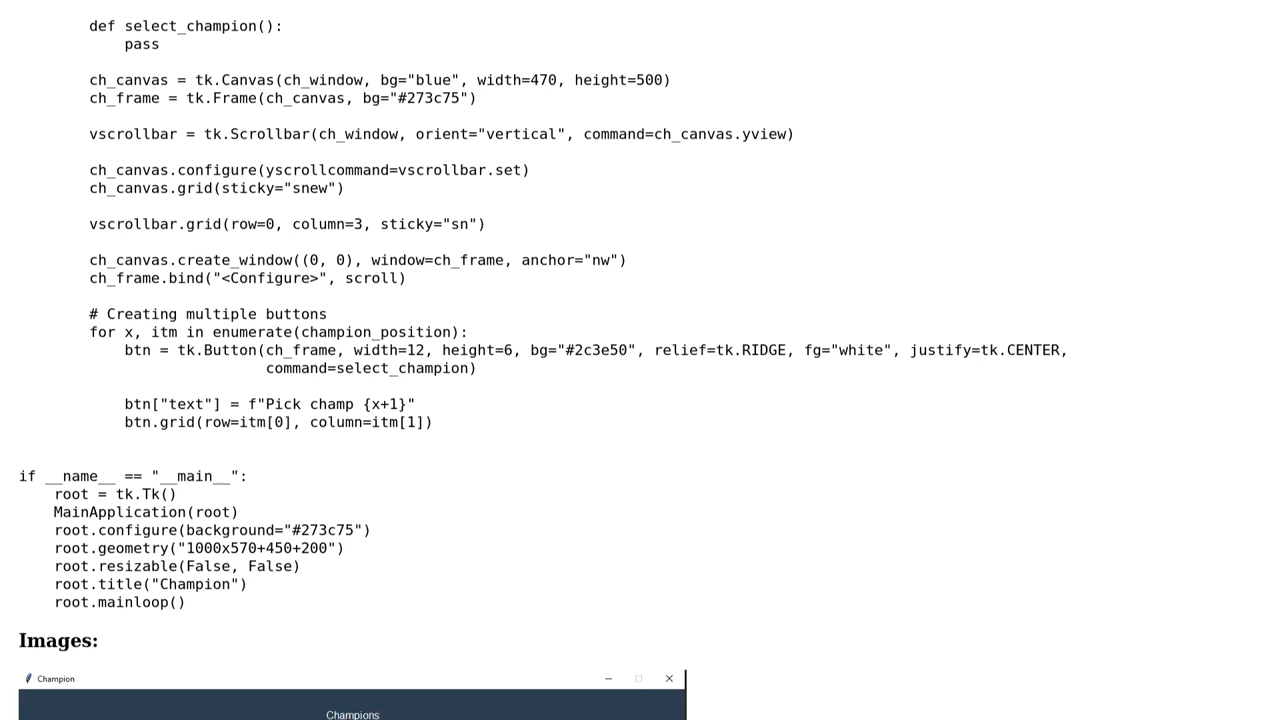 def select_champion():
pass
ch_canvas = tk.Canvas(ch_window, bg="blue", width=470, height=500)
ch_frame = tk.Frame(ch_canvas, bg="#273c75")
vscrollbar = tk.Scrollbar(ch_window, orient="vertical", command=ch_canvas.yview)
ch_canvas.configure(yscrollcommand=vscrollbar.set)
ch_canvas.grid(sticky="snew")
vscrollbar.grid(row=0, column=3, sticky="sn")
ch_canvas.create_window((0, 0), window=ch_frame, anchor="nw")
ch_frame.bind("<Configure>", scroll)
# Creating multiple buttons
for x, itm in enumerate(champion_position):
btn = tk.Button(ch_frame, width=12, height=6, bg="#2c3e50", relief=tk.RIDGE, fg="white", justify=tk.CENTER,
command=select_champion)
btn["text"] = f"Pick champ {x+1}"
btn.grid(row=itm[0], column=itm[1])
if __name__ == "__main__":
root = tk.Tk()
MainApplication(root)
root.configure(background="#273c75")
root.geometry("1000x570+450+200")
root.resizable(False, False)
root.title("Champion")
root.mainloop()
Images:
Champion
Champions